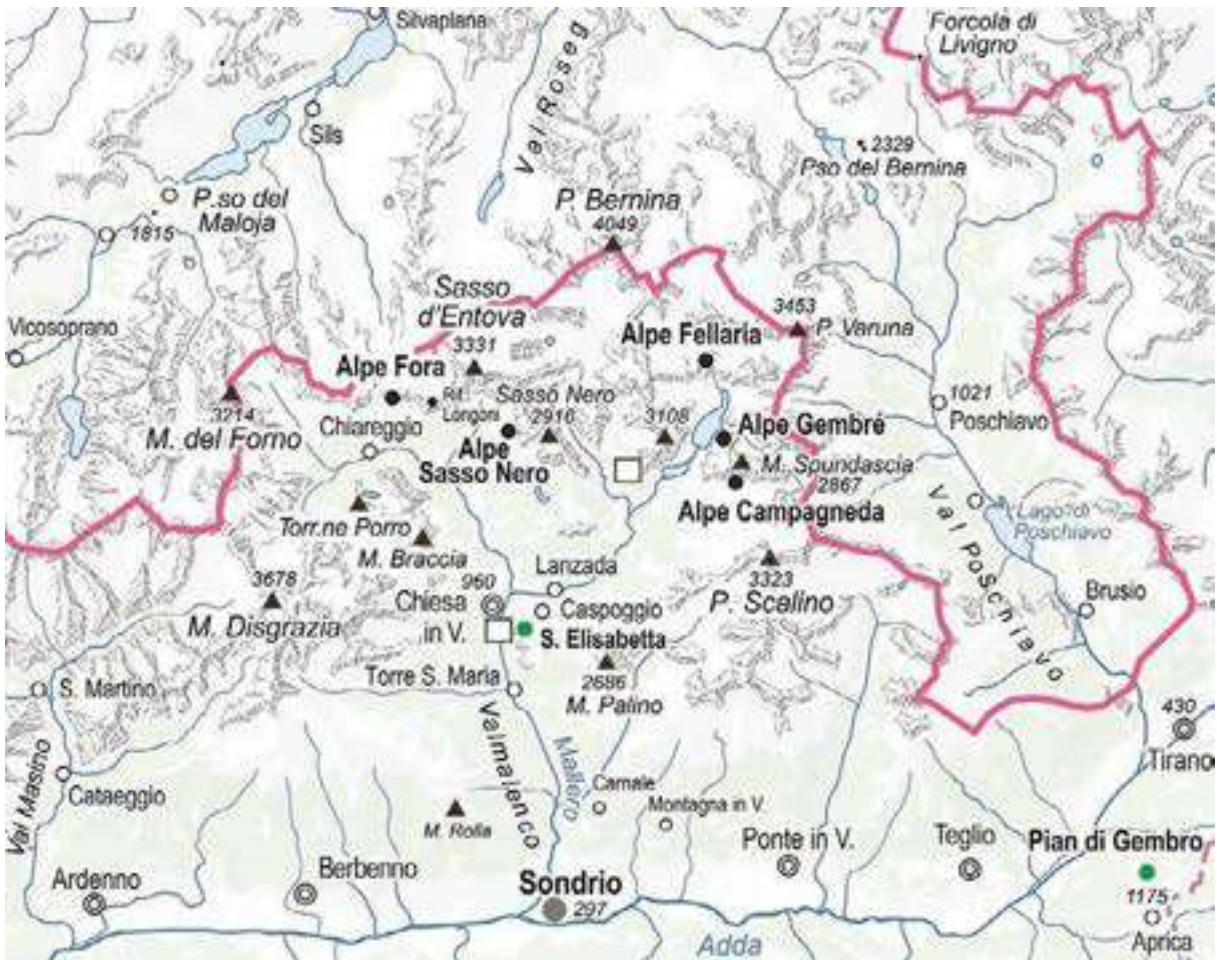 Silvaplana
Forcola di
Livigno
Val Roseg
Sils
2329
Pso del Bernina
P.so del
Maloja
1815
P. Bernina
4049
Sasso
d'Entova
3331
3453
P. Varuna
Vicosoprano
Alpe Fellaria
Alpe Fora
Rif.
Longoni
Sasso Nero
2916
3108
1021
Poschiavo
3214
M. del Forno
Chiareggio
Alpe
Sasso Nero
Alpe Gembré
M. Spundascia
2867
Alpe Campagneda
Val PoSchiavo
Lago di
Poschiavo
Torr.ne Porro
M. Braccia
3678
M. Disgrazia
960
Chiesa
in V.
Lanzada
Caspoggio
S. Elisabetta
3323
P. Scalino
Brusio
S. Martino
Torre S. Maria
2686
M. Palino
430
Tirano
Val Masino
Cataeggio
Valmalenco
Mallero
Carnale
Montagna in V.
M. Rolla
Ponte in V.
Teglio
Pian di Gembro
1175
Aprica
Ardenno
Berbenno
Sondrio
297
Adda